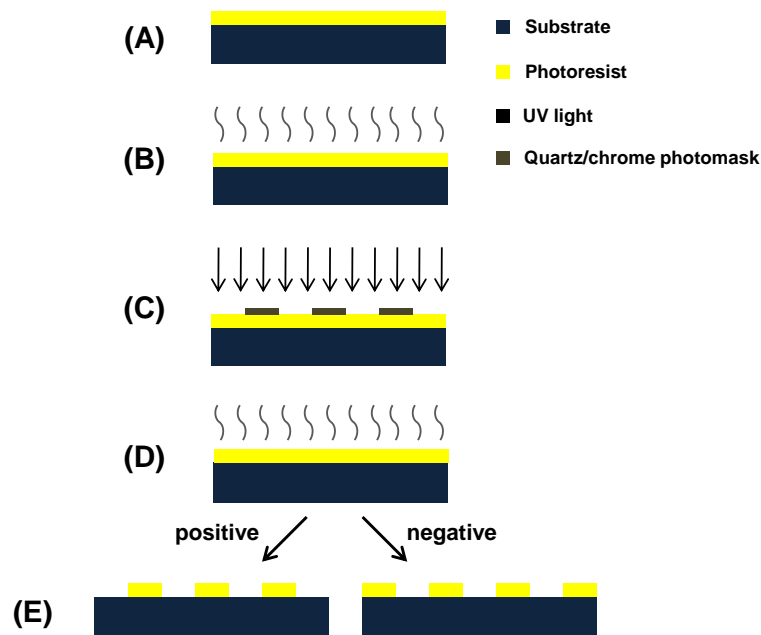 (A)
Substrate
Photoresist
UV light
Quartz/chrome photomask
(B)
(C)
(D)
positive
negative
(E)